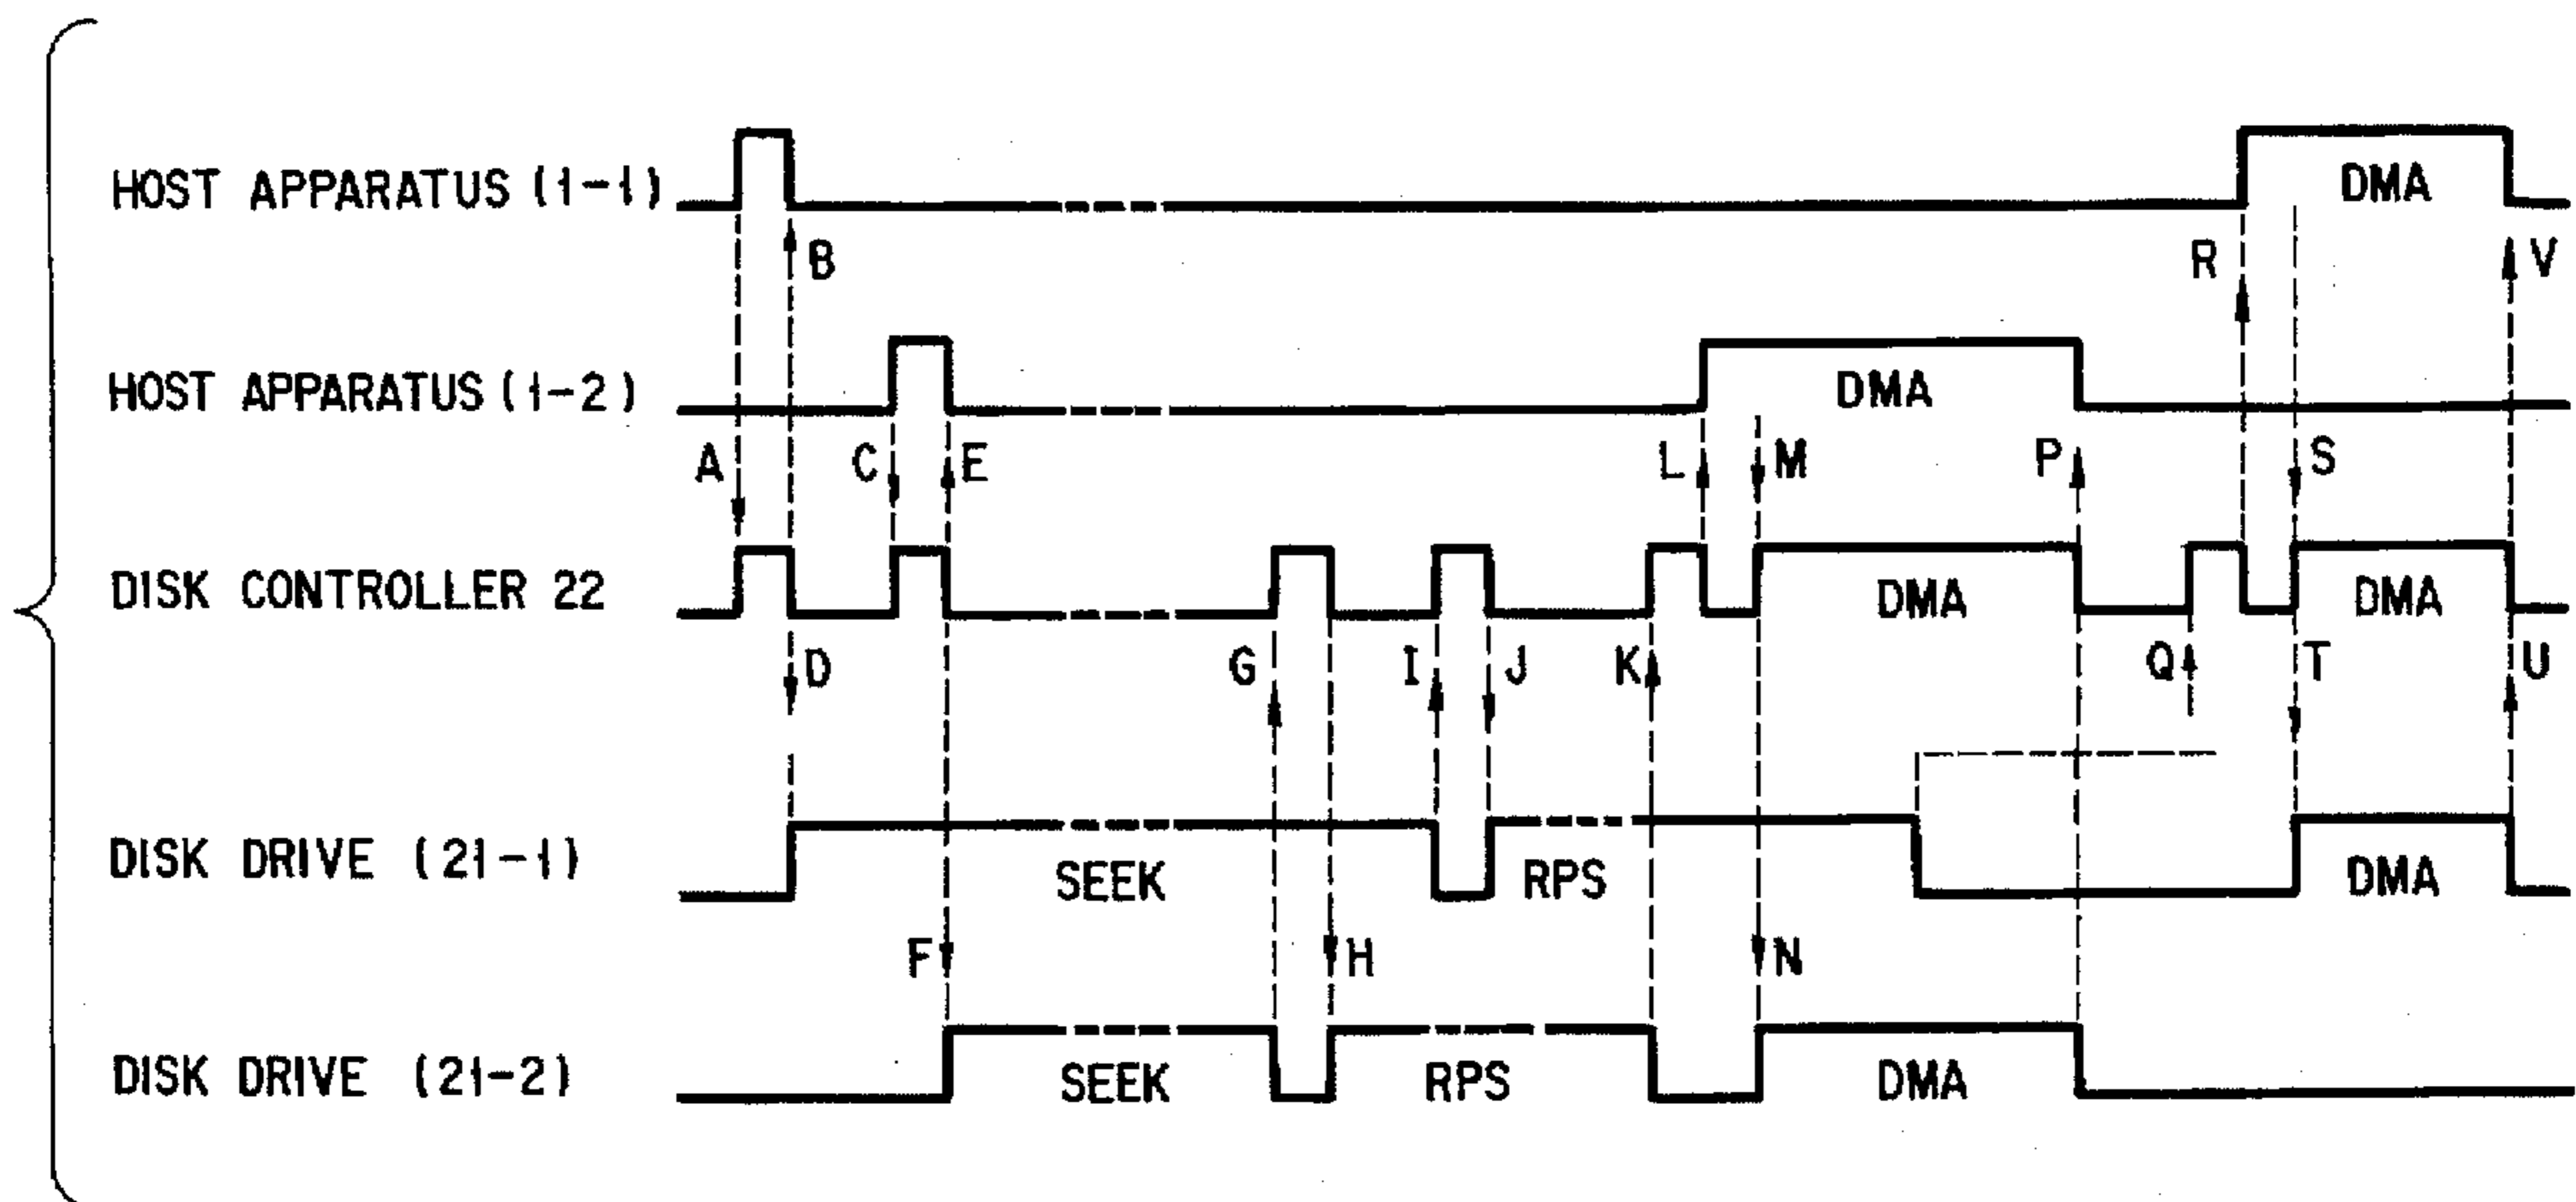 HOST APPARATUS (1-1)
DMA
B
R
V
HOST APPARATUS (1-2)
DMA
A
C
E
L
M
P
S
DISK CONTROLLER 22
DMA
DMA
D
G
I
J
K
Q
T
U
DISK DRIVE (21-1)
SEEK
RPS
DMA
F
H
N
DISK DRIVE (21-2)
SEEK
RPS
DMA